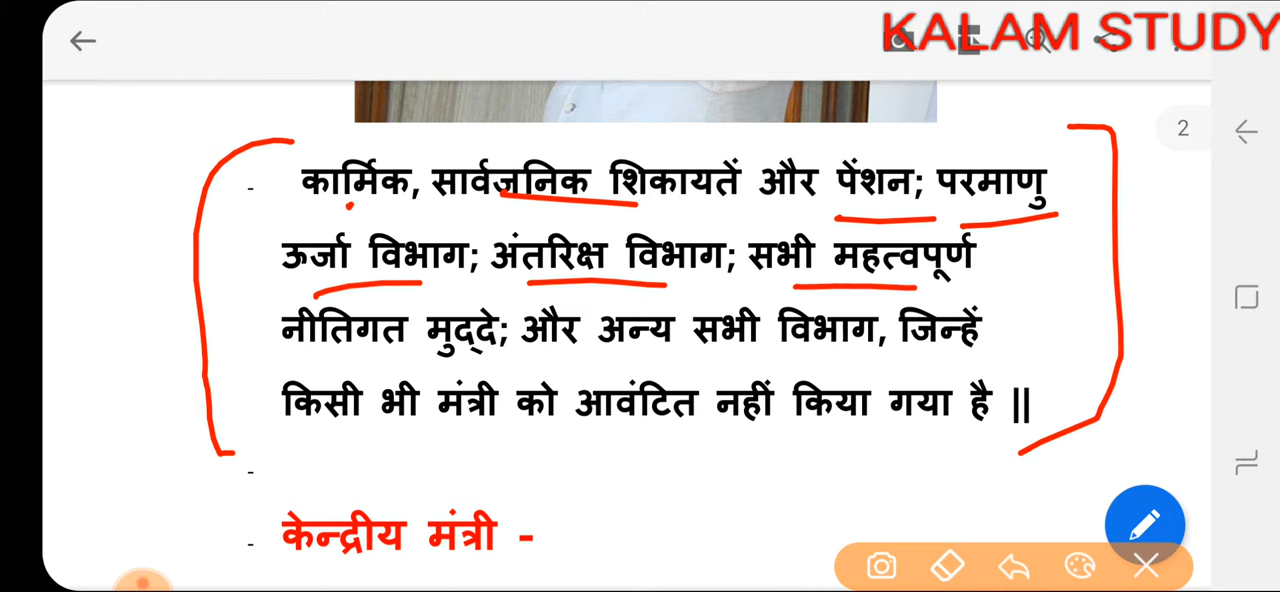 KALAM STUDY
2
- कार्मिक, सार्वजनिक शिकायतें और पेंशन; परमाणु
ऊर्जा विभाग; अंतरिक्ष विभाग; सभी महत्वपूर्ण
नीतिगत मुद्दे; और अन्य सभी विभाग, जिन्हें
किसी भी मंत्री को आवंटित नहीं किया गया है ||
-
- केन्द्रीय मंत्री -